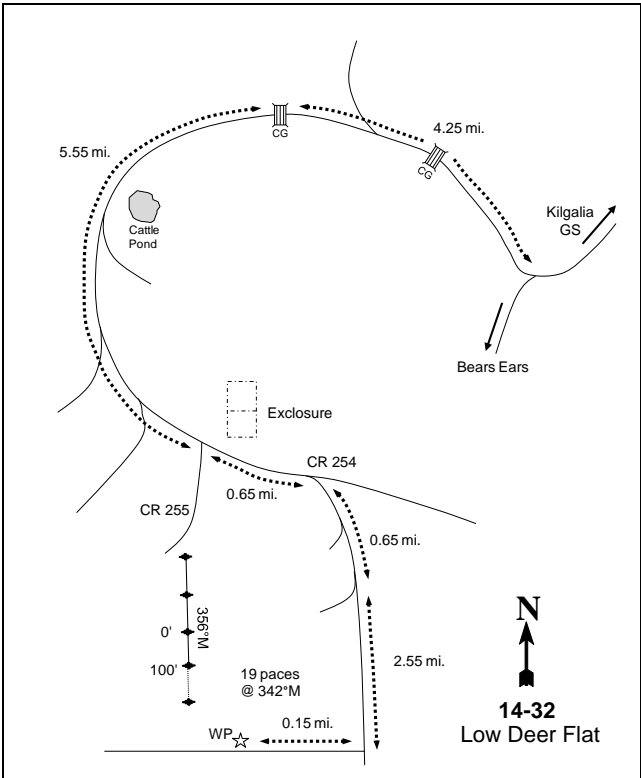 4.25 mi.
CG
5.55 mi.
CG
Kilgalia
GS
Cattle
Pond
Bears Ears
Exclosure
CR 254
0.65 mi.
CR 255
0.65 mi.
356°M
0'
100'
19 paces
@ 342°M
2.55 mi.
N
0.15 mi.
WP
14-32
Low Deer Flat